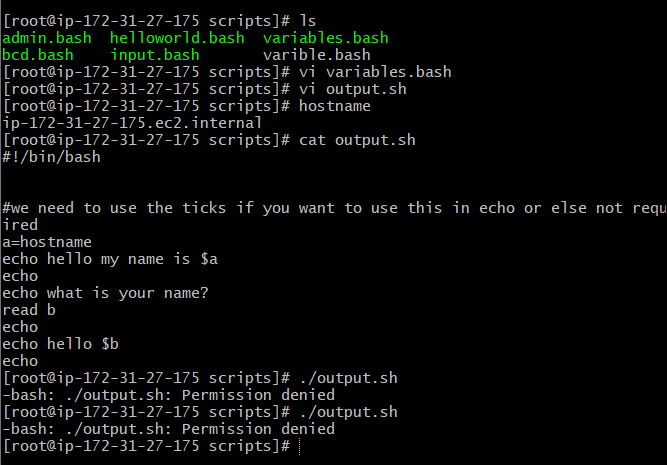 [root@ip-172-31-27-175 scripts]# ls
admin.bash  helloworld.bash  variables.bash
bcd.bash    input.bash       varible.bash
[root@ip-172-31-27-175 scripts]# vi variables.bash
[root@ip-172-31-27-175 scripts]# vi output.sh
[root@ip-172-31-27-175 scripts]# hostname
ip-172-31-27-175.ec2.internal
[root@ip-172-31-27-175 scripts]# cat output.sh
#!/bin/bash
#we need to use the ticks if you want to use this in echo or else not requ
ired
a=hostname
echo hello my name is $a
echo
echo what is your name?
read b
echo
echo hello $b
echo
[root@ip-172-31-27-175 scripts]# ./output.sh
-bash: ./output.sh: Permission denied
[root@ip-172-31-27-175 scripts]# ./output.sh
-bash: ./output.sh: Permission denied
[root@ip-172-31-27-175 scripts]#